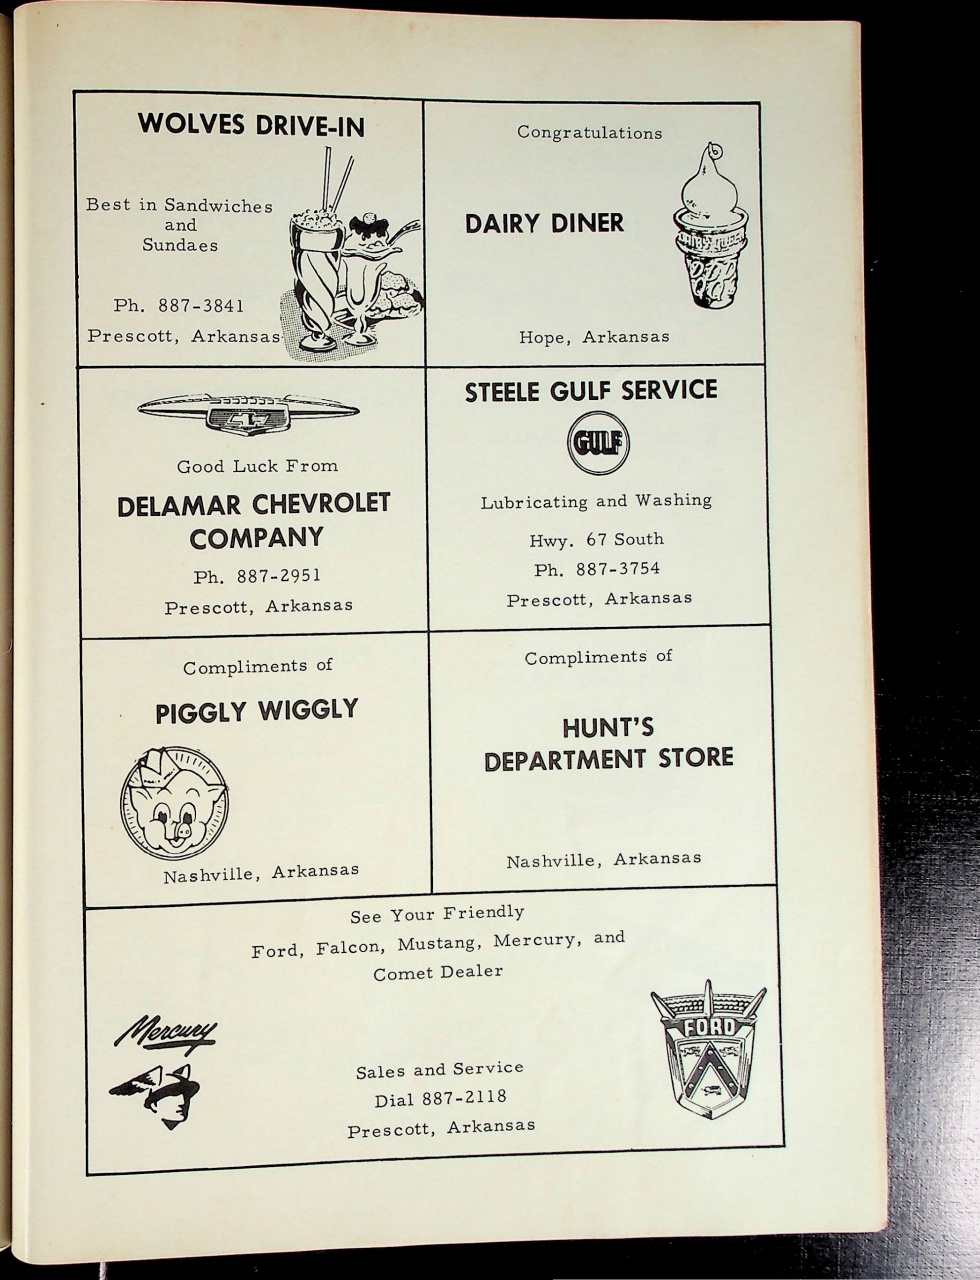 WOLVES DRIVE-IN
Best in Sandwiches
and
Sundaes
Ph. 887-3841
Prescott, Arkansas
Congratulations
DAIRY DINER
DAIRY QUEEN
Hope, Arkansas
Good Luck From
DELAMAR CHEVROLET
COMPANY
Ph. 887-2951
Prescott, Arkansas
STEELE GULF SERVICE
GULF
Lubricating and Washing
Hwy. 67 South
Ph. 887-3754
Prescott, Arkansas
Compliments of
PIGGLY WIGGLY
Nashville, Arkansas
Compliments of
HUNT'S
DEPARTMENT STORE
Nashville, Arkansas
See Your Friendly
Ford, Falcon, Mustang, Mercury, and
Comet Dealer
Mercury
FORD
Sales and Service
Dial 887-2118
Prescott, Arkansas